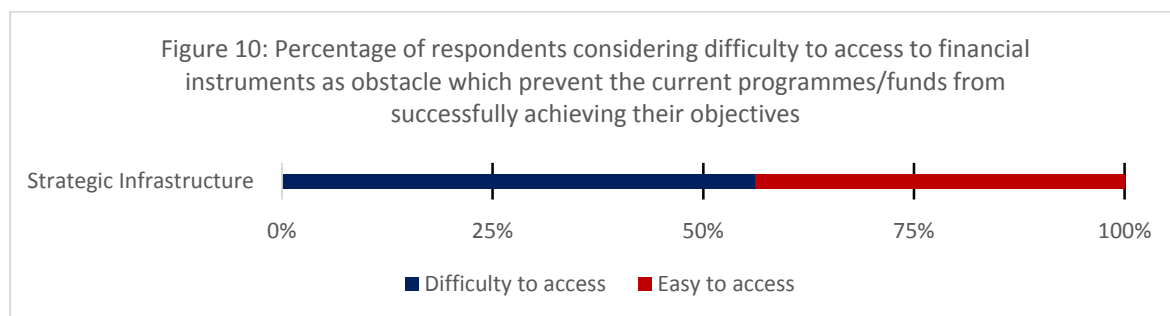 Figure 10: Percentage of respondents considering difficulty to access to financial
instruments as obstacle which prevent the current programmes/funds from
successfully achieving their objectives
Strategic Infrastructure
0% 25% 50% 75% 100%
Difficulty to access Easy to access